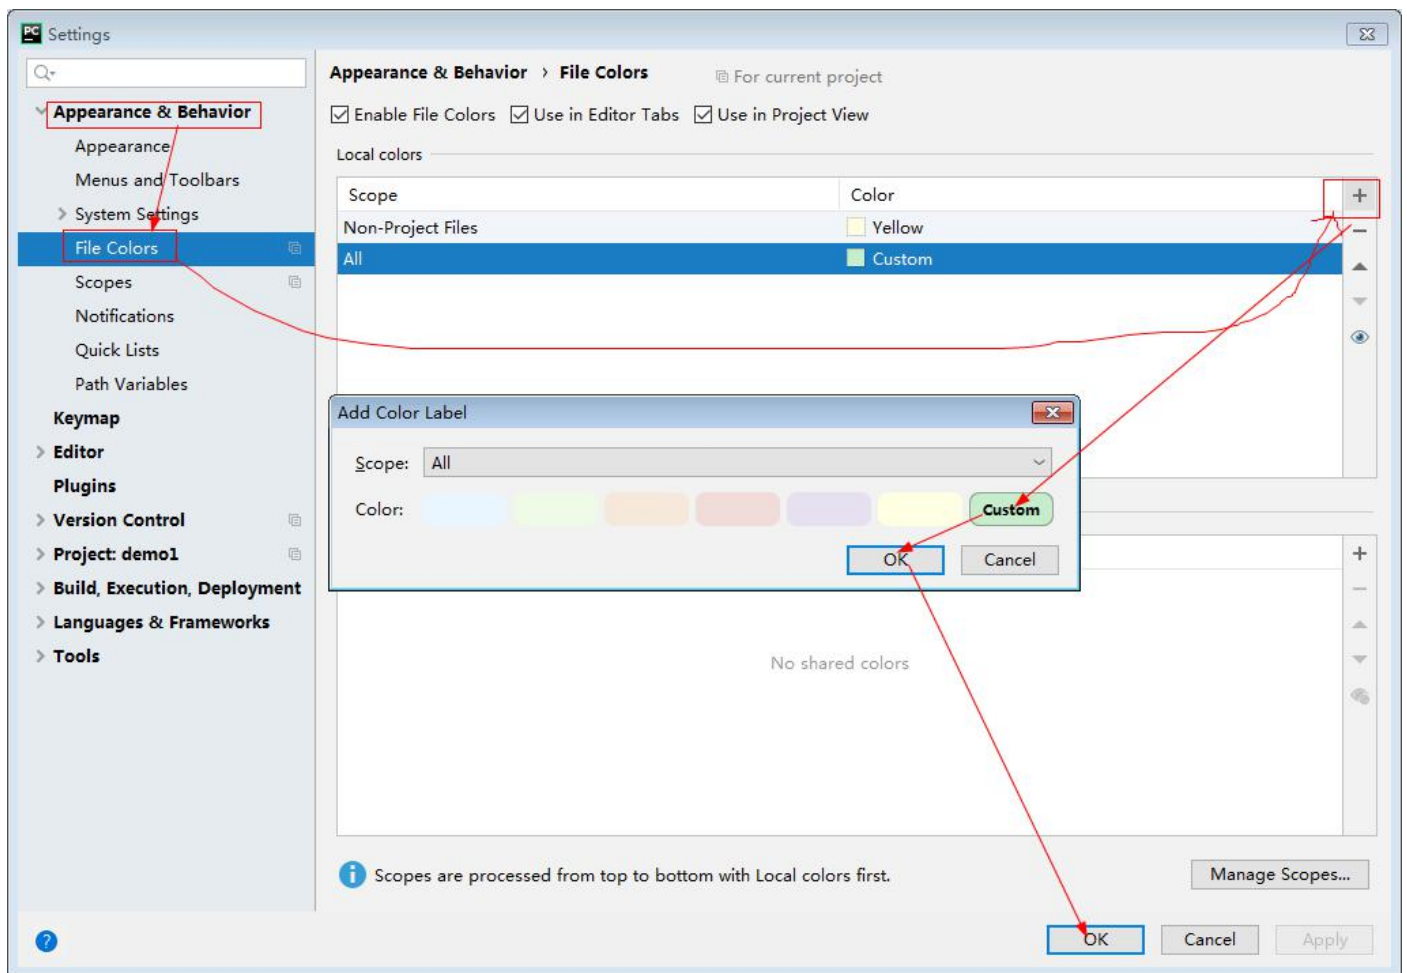 PC Settings
Appearance & Behavior › File Colors For current project
Appearance & Behavior
Appearance
Menus and Toolbars
System Settings
File Colors
Scopes
Notifications
Quick Lists
Path Variables
Keymap
Editor
Plugins
Version Control
Project: demo1
Build, Execution, Deployment
Languages & Frameworks
Tools
Enable File Colors Use in Editor Tabs Use in Project View
Local colors
Scope Color
Non-Project Files Yellow
All Custom
Add Color Label
Scope: All
Color: Custom
OK Cancel
No shared colors
Scopes are processed from top to bottom with Local colors first.
Manage Scopes...
OK Cancel Apply